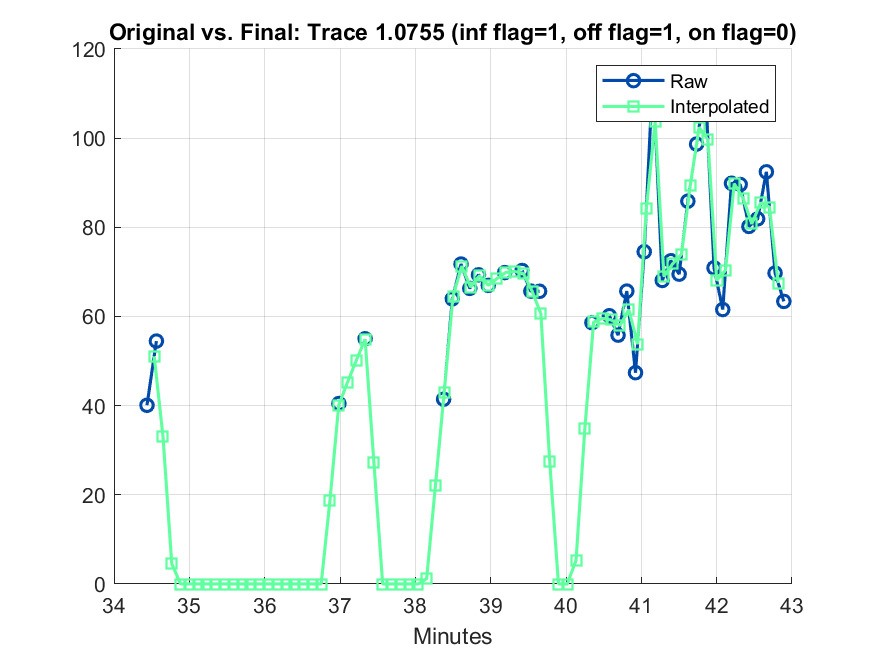 Original vs. Final: Trace 1.0755 (inf flag=1, off flag=1, on flag=0)
120
100
80
60
40
20
0
Raw
Interpolated
34 35 36 37 38 39 40 41 42 43
Minutes